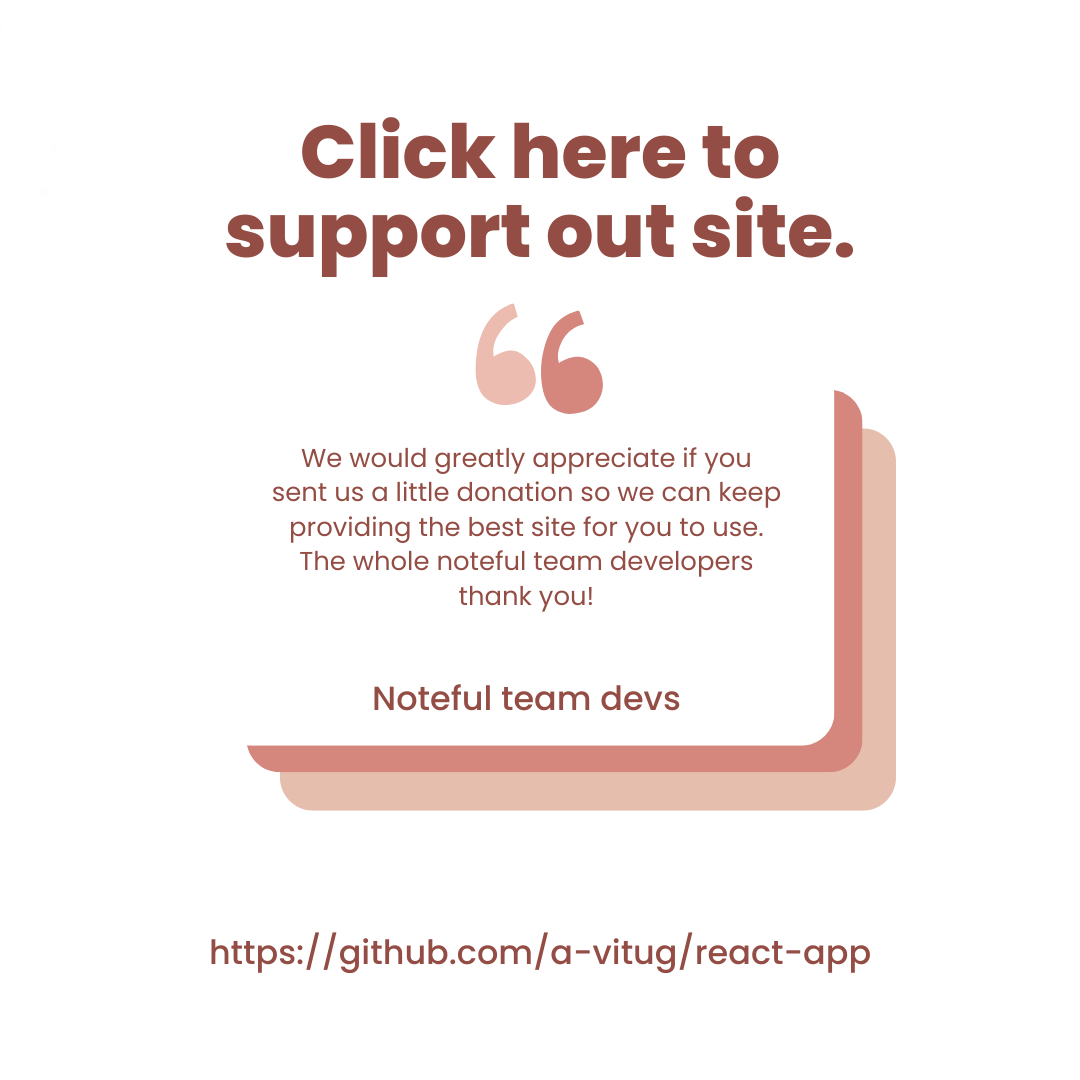 Click here to
support out site.
We would greatly appreciate if you
sent us a little donation so we can keep
providing the best site for you to use.
The whole noteful team developers
thank you!
Noteful team devs
https://github.com/a-vitug/react-app